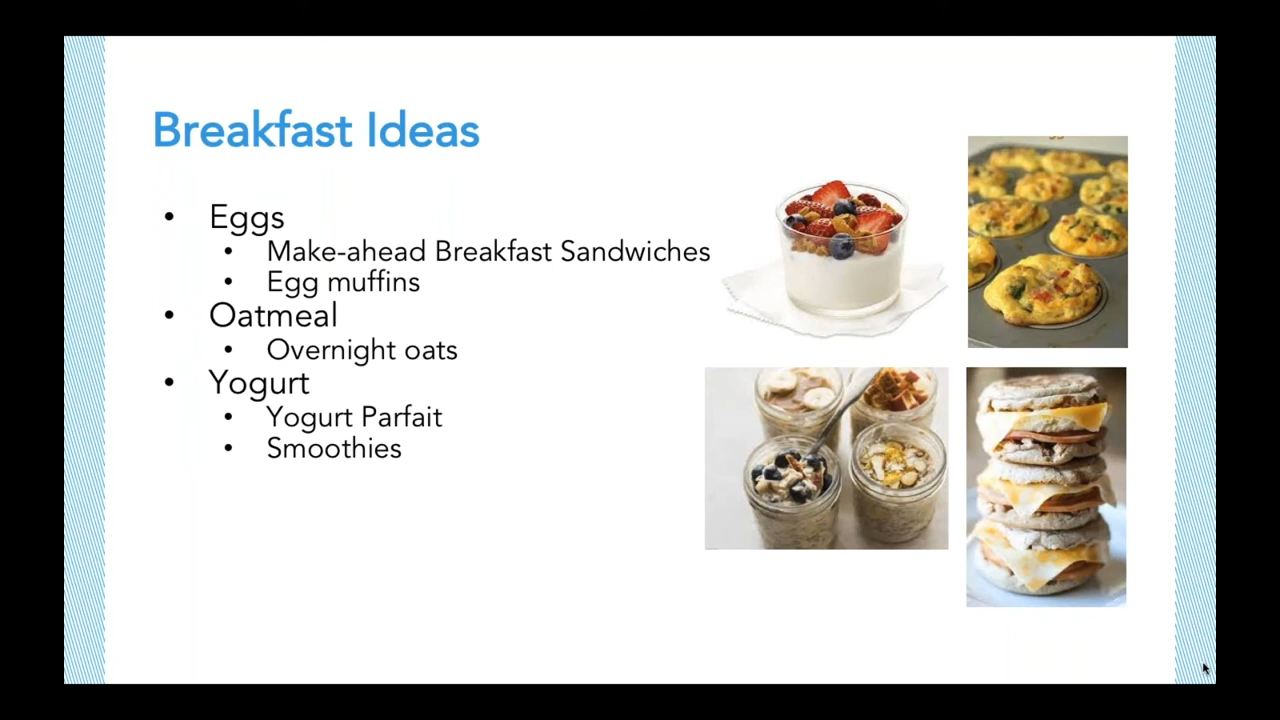 Breakfast Ideas
• Eggs
• Make-ahead Breakfast Sandwiches
• Egg muffins
• Oatmeal
• Overnight oats
• Yogurt
• Yogurt Parfait
• Smoothies